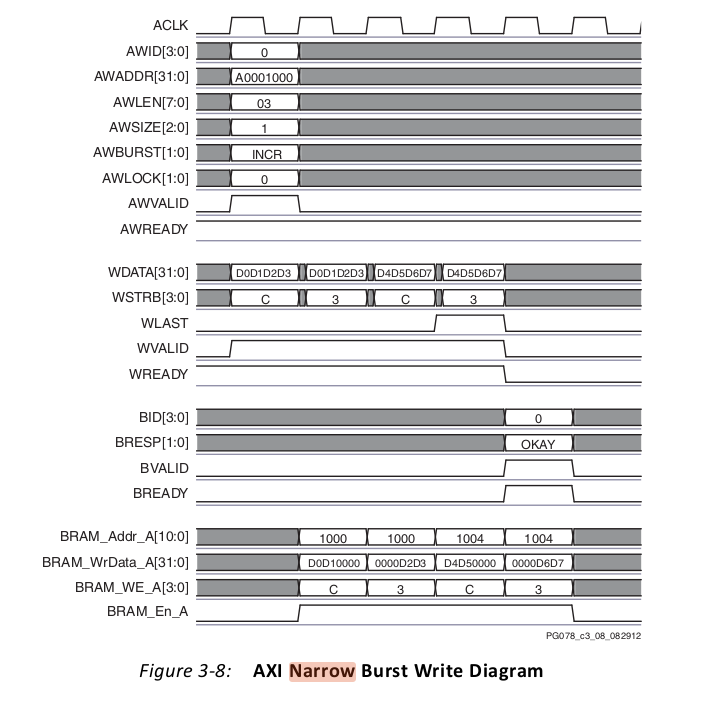 ACLK
AWID[3:0] 0
AWADDR[31:0] A0001000
AWLEN[7:0] 03
AWSIZE[2:0] 1
AWBURST[1:0] INCR
AWLOCK[1:0] 0
AWVALID
AWREADY
WDATA[31:0] D0D1D2D3 D0D1D2D3 D4D5D6D7 D4D5D6D7
WSTRB[3:0] C 3 C 3
WLAST
WVALID
WREADY
BID[3:0] 0
BRESP[1:0] OKAY
BVALID
BREADY
BRAM_Addr_A[10:0] 1000 1000 1004 1004
BRAM_WrData_A[31:0] D0D10000 0000D2D3 D4D50000 0000D6D7
BRAM_WE_A[3:0] C 3 C 3
BRAM_En_A
PG078_c3_08_082912
Figure 3-8: AXI Narrow Burst Write Diagram